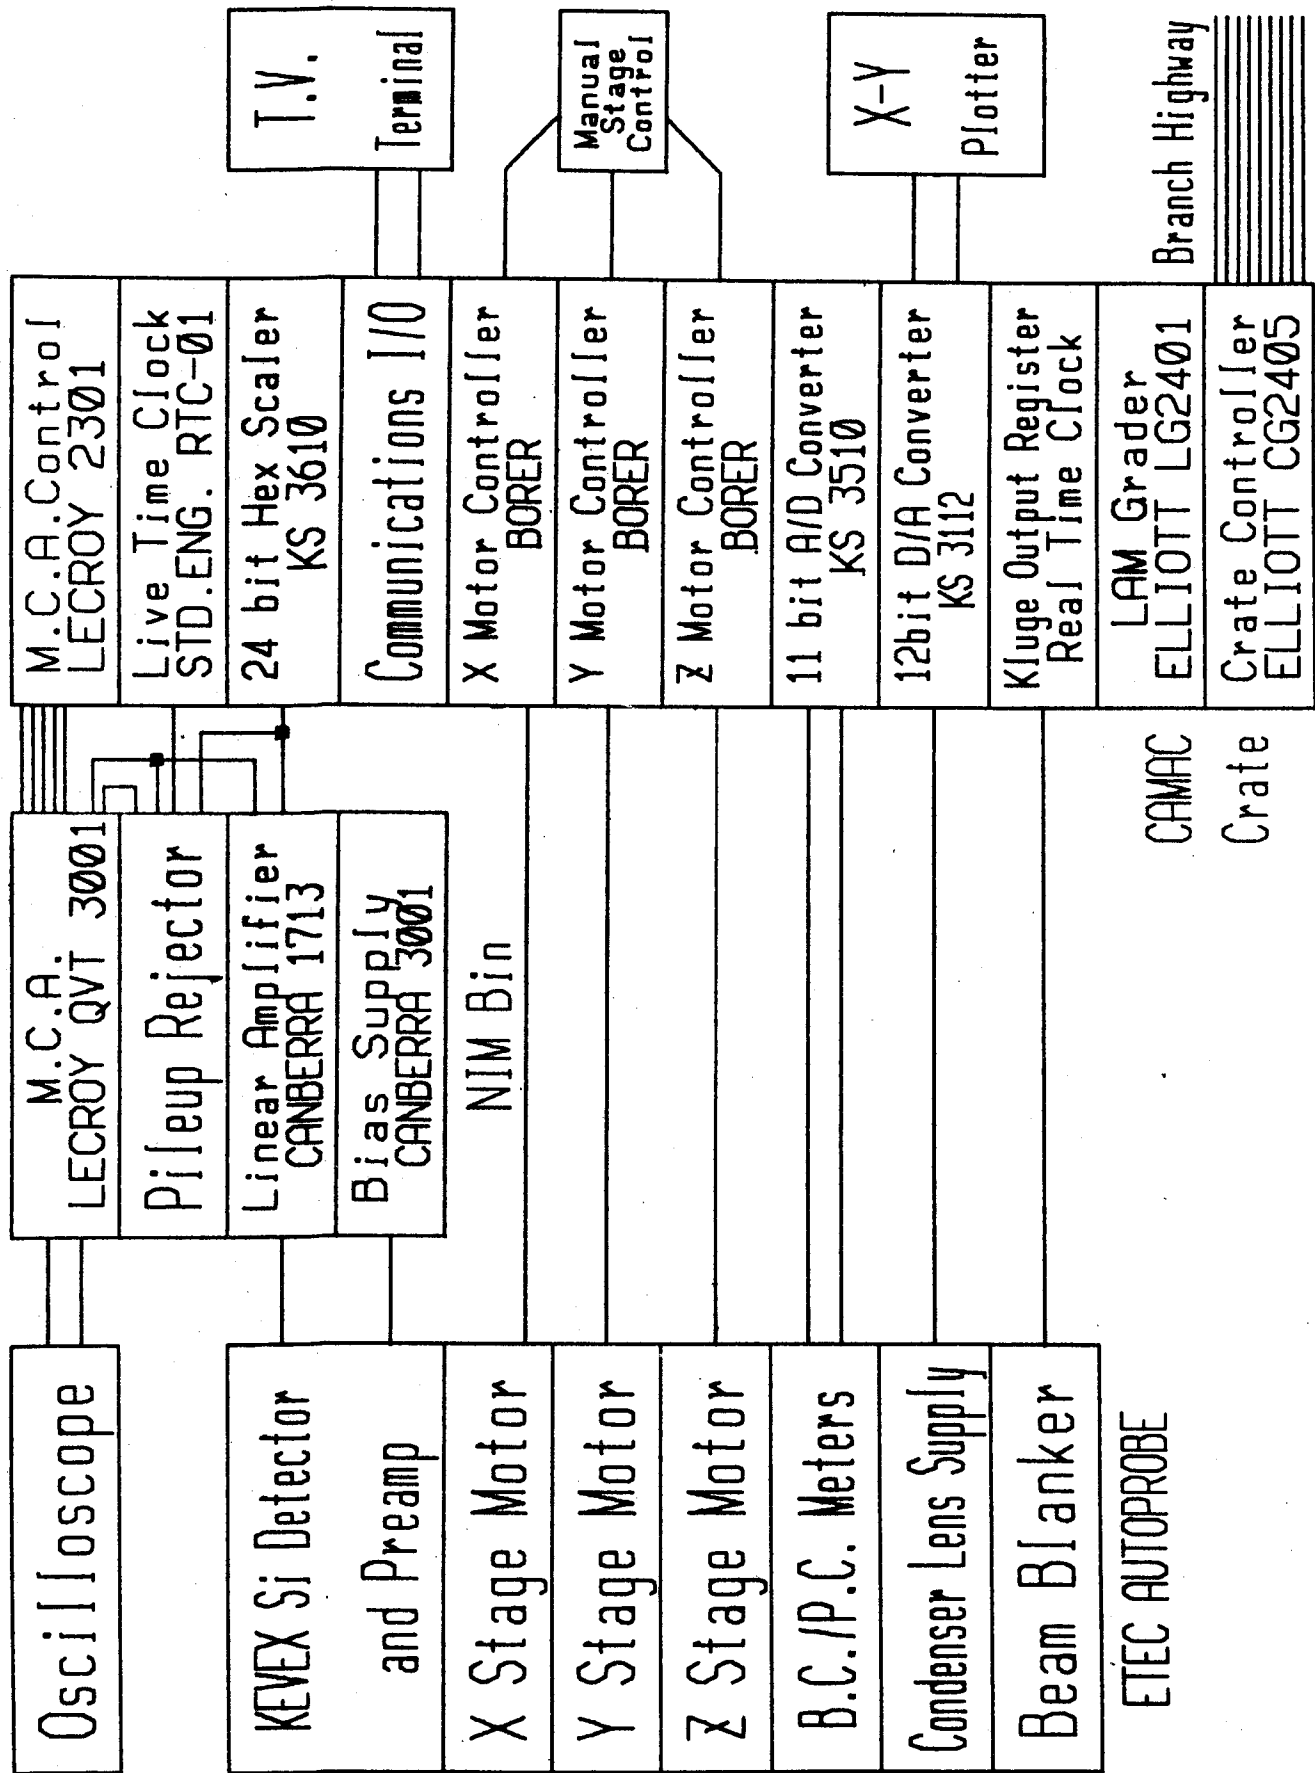 Oscilloscope
KEVEX Si Detector
and Preamp
X Stage Motor
Y Stage Motor
Z Stage Motor
B.C./P.C. Meters
Condenser Lens Supply
Beam Blanker
ETEC AUTOPROBE
M.C.A.
LECROY QVT 3001
Pileup Rejector
Linear Amplifier
CANBERRA 1713
Bias Supply
CANBERRA 3001
NIM Bin
M.C.A.Control
LECROY 2301
Live Time Clock
STD.ENG. RTC-01
24 bit Hex Scaler
KS 3610
Communications I/O
X Motor Controller
BORER
Y Motor Controller
BORER
Z Motor Controller
BORER
11 bit A/D Converter
KS 3510
12bit D/A Converter
KS 3112
Kluge Output Register
Real Time Clock
LAM Grader
ELLIOTT LG2401
Crate Controller
ELLIOTT CG2405
CAMAC
Crate
T.V.
Terminal
Manual
Stage
Control
X-Y
Plotter
Branch Highway